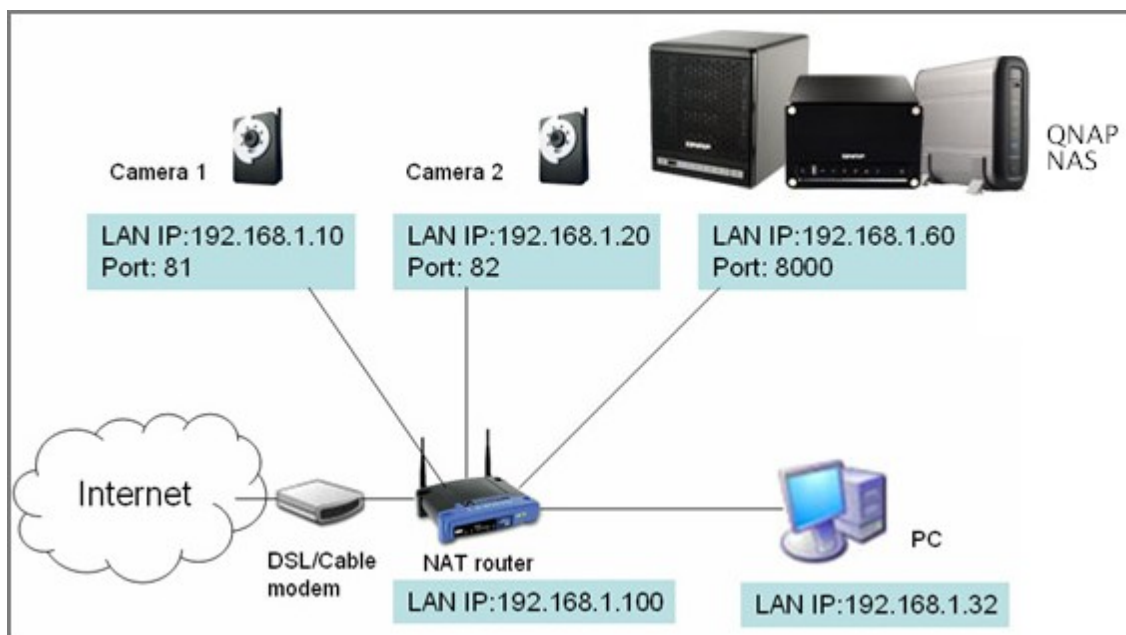 QNAP
NAS
Camera 1
Camera 2
LAN IP:192.168.1.10
Port: 81
LAN IP:192.168.1.20
Port: 82
LAN IP:192.168.1.60
Port: 8000
QNAP
QNAP
Internet
DSL/Cable
modem
NAT router
LAN IP:192.168.1.100
PC
LAN IP:192.168.1.32